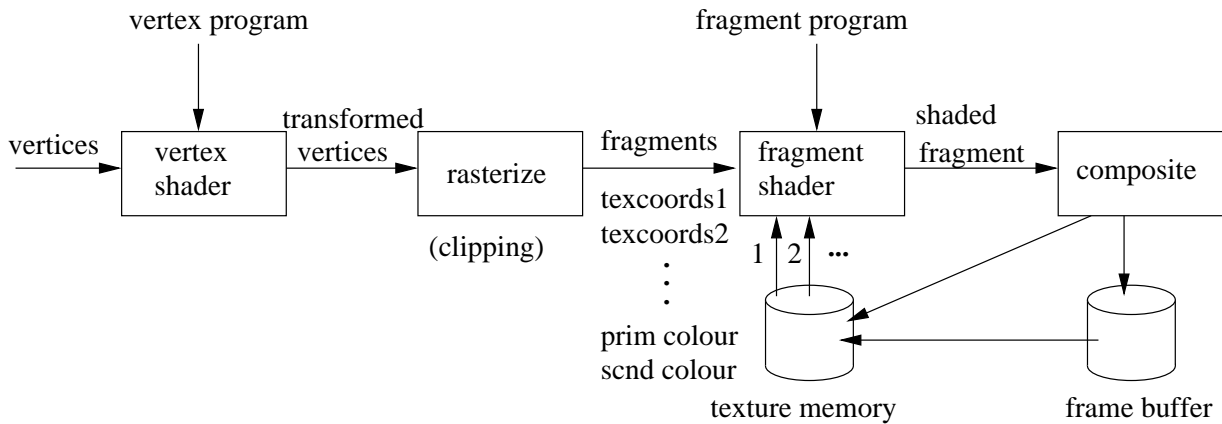 vertex program
fragment program
vertices
vertex
shader
transformed
vertices
rasterize
(clipping)
fragments
texcoords1
texcoords2
prim colour
scnd colour
fragment
shader
1
2
...
shaded
fragment
composite
texture memory
frame buffer